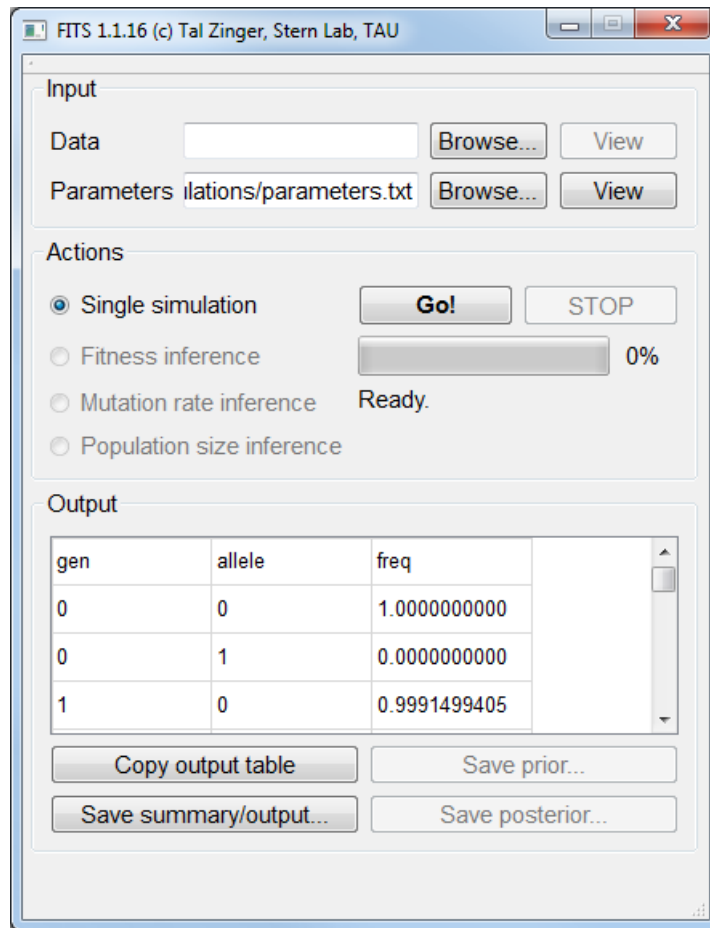 FITS 1.1.16 (c) Tal Zinger, Stern Lab, TAU
Input
Data Browse... View
Parameters lations/parameters.txt Browse... View
Actions
Single simulation Go! STOP
Fitness inference 0%
Mutation rate inference Ready.
Population size inference
Output
gen allele freq
0 0 1.0000000000
0 1 0.0000000000
1 0 0.9991499405
Copy output table Save prior...
Save summary/output... Save posterior...